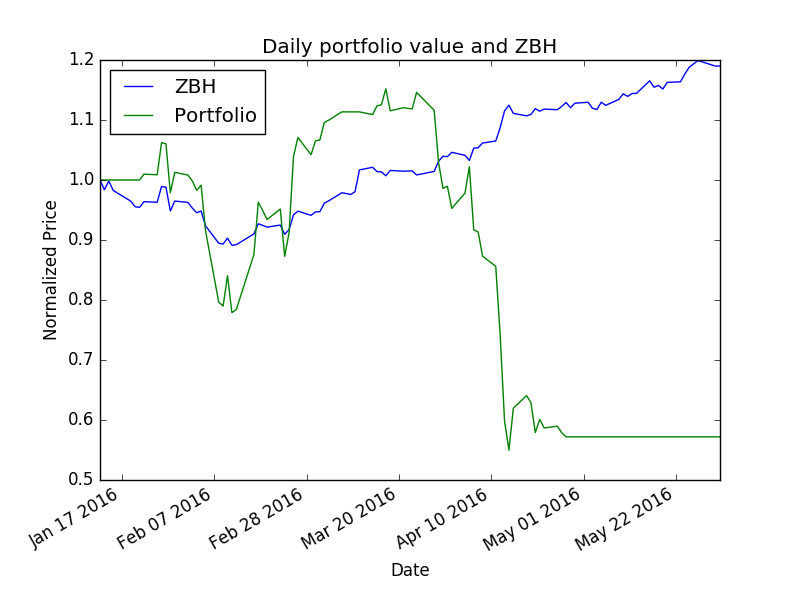 Daily portfolio value and ZBH
ZBH
Portfolio
1.2
1.1
1.0
0.9
0.8
0.7
0.6
0.5
Normalized Price
Jan 17 2016
Feb 07 2016
Feb 28 2016
Mar 20 2016
Apr 10 2016
May 01 2016
May 22 2016
Date